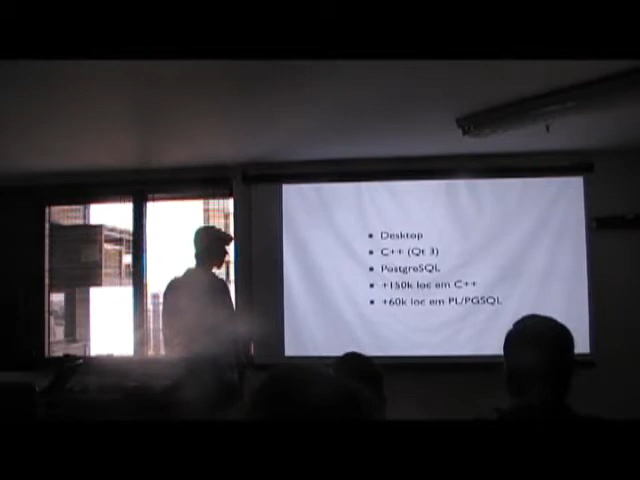 Desktop
C++ (Qt 3)
PostgreSQL
+150k loc em C++
+60k loc em PL/PGSQL